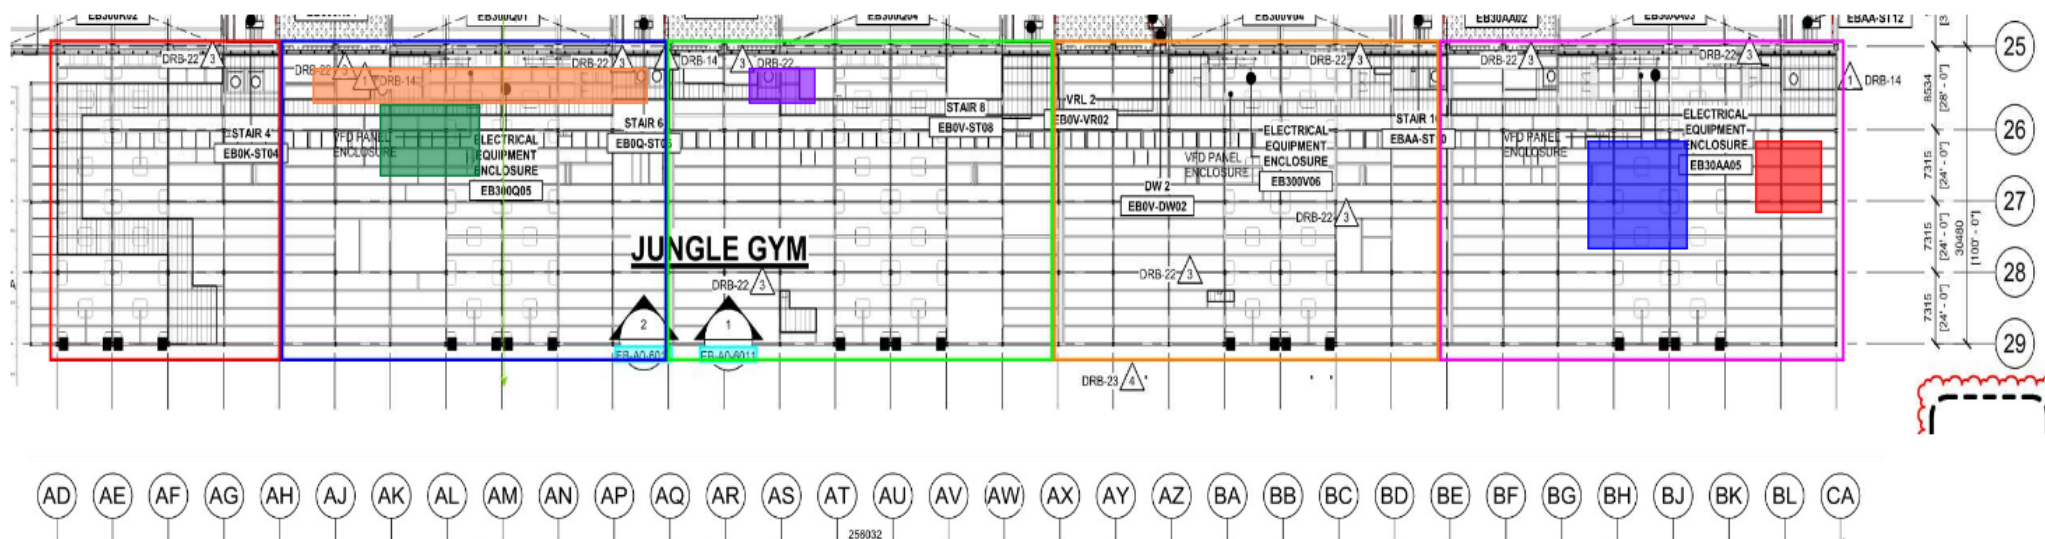 EB300Q01
EB300Q04
EB300V04
EB30AA02
EB30AA03
EBAA-ST12
DRB-22 3
DRB-22 3
1 DRB-14
DRB-22 3
DRB-14
3 DRB-22
DRB-22 3
DRB-22 3
DRB-22 3
1 DRB-14
25
8534
[28' - 0"]
STAIR 4
EB0K-ST04
VFD PANEL
ENCLOSURE
ELECTRICAL
EQUIPMENT
ENCLOSURE
EB300Q05
STAIR 6
STAIR 8
EB0V-ST08
VRL 2
EB0V-VR02
VFD PANEL
ENCLOSURE
ELECTRICAL
EQUIPMENT
ENCLOSURE
EB300V06
VFD PANEL
ENCLOSURE
ELECTRICAL
EQUIPMENT
ENCLOSURE
EB30AA05
26
7315
[24' - 0"]
DW 2
EB0V-DW02
DRB-22 3
27
7315
[24' - 0"]
30480
[100' - 0"]
JUNGLE GYM
DRB-22 3
DRB-22 3
28
7315
[24' - 0"]
2
1
EB-A0-6011
29
DRB-23 4
AD AE AF AG AH AJ AK AL AM AN AP AQ AR AS AT AU AV AW AX AY AZ BA BB BC BD BE BF BG BH BJ BK BL CA
256032